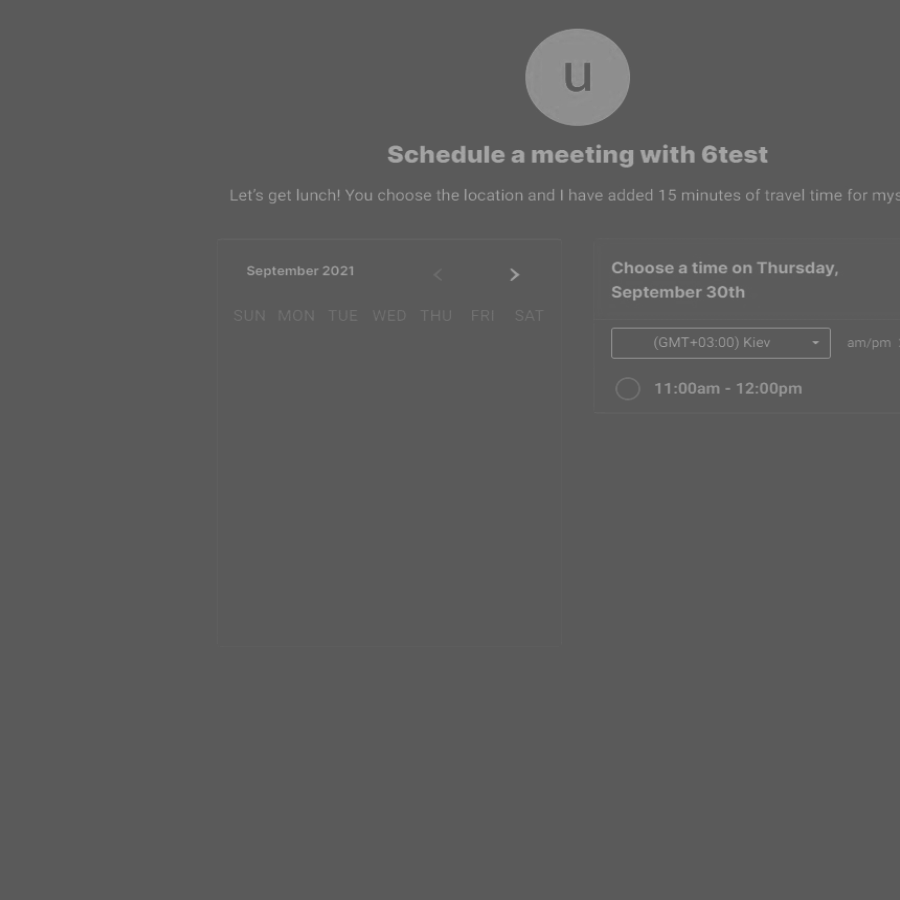 u
Schedule a meeting with 6test
Let's get lunch! You choose the location and I have added 15 minutes of travel time for mys
September 2021
SUN MON TUE WED THU FRI SAT
Choose a time on Thursday,
September 30th
(GMT+03:00) Kiev
am/pm
11:00am - 12:00pm